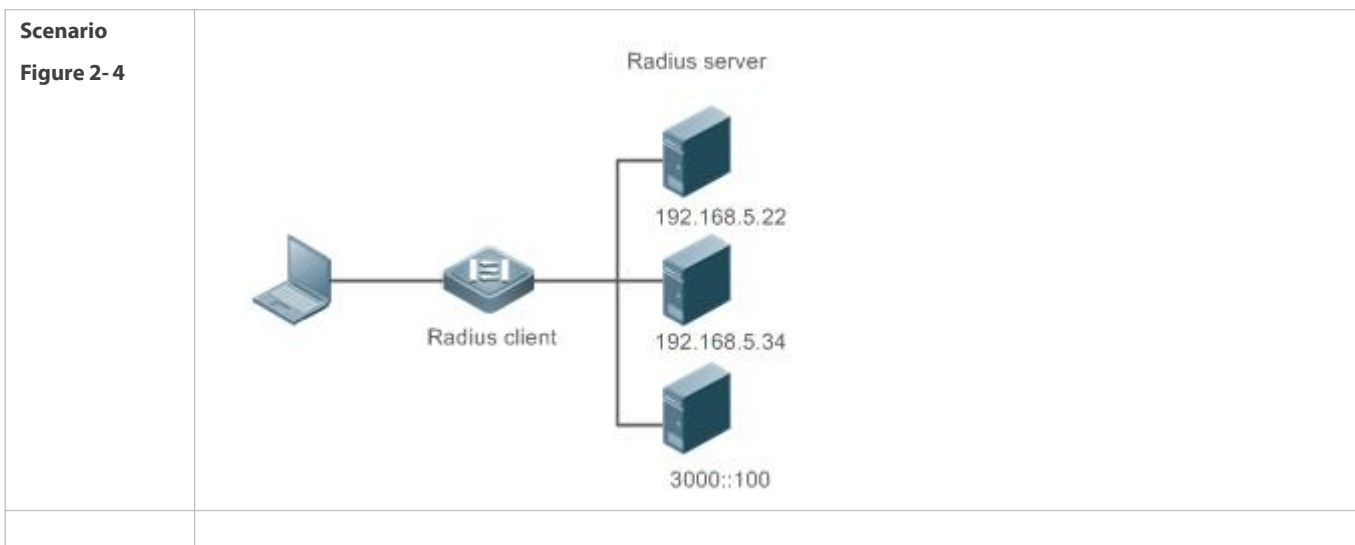 Scenario
Figure 2- 4
Radius server
192.168.5.22
Radius client
192.168.5.34
3000::100